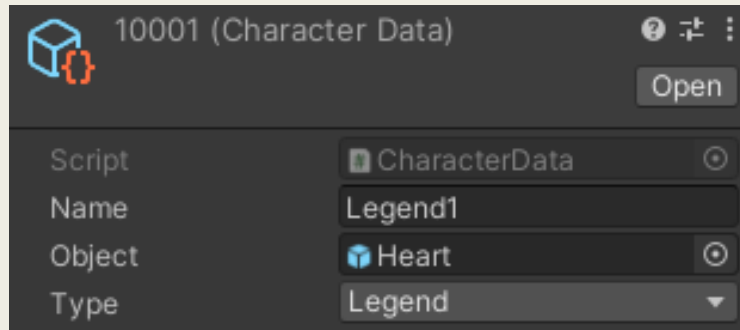 10001 (Character Data)
Open
Script CharacterData
Name Legend1
Object Heart
Type Legend